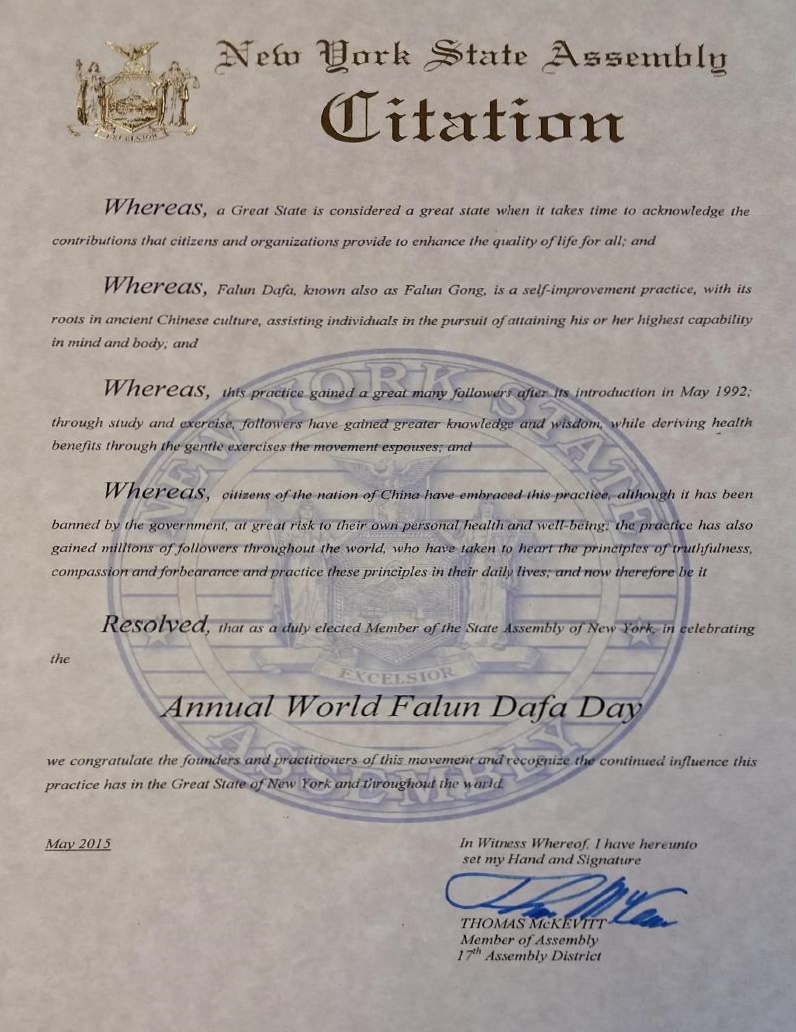 New York State Assembly
Citation
EXCELSIOR
Whereas, a Great State is considered a great state when it takes time to acknowledge the
contributions that citizens and organizations provide to enhance the quality of life for all; and
Whereas, Falun Dafa, known also as Falun Gong, is a self-improvement practice, with its
roots in ancient Chinese culture, assisting individuals in the pursuit of attaining his or her highest capability
in mind and body; and
Whereas, this practice gained a great many followers after its introduction in May 1992;
through study and exercise, followers have gained greater knowledge and wisdom, while deriving health
benefits through the gentle exercises the movement espouses; and
Whereas, citizens of the nation of China have embraced this practice, although it has been
banned by the government, at great risk to their own personal health and well-being; the practice has also
gained millions of followers throughout the world, who have taken to heart the principles of truthfulness,
compassion and forbearance and practice these principles in their daily lives; and now therefore be it
Resolved, that as a duly elected Member of the State Assembly of New York, in celebrating
the
Annual World Falun Dafa Day
we congratulate the founders and practitioners of this movement and recognize the continued influence this
practice has in the Great State of New York and throughout the world.
NEW YORK STATE
EXCELSIOR
ASSEMBLY
May 2015
In Witness Whereof, I have hereunto
set my Hand and Signature
THOMAS McKEVITT
Member of Assembly
17th Assembly District